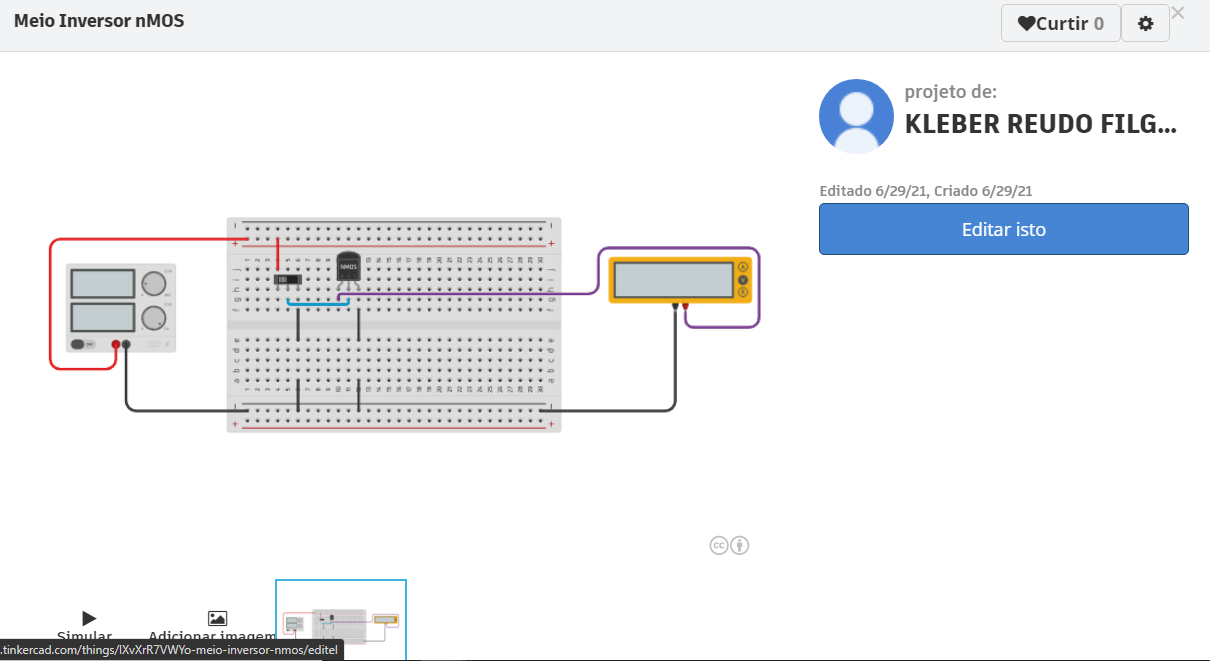 Meio Inversor nMOS
Curtir 0
projeto de:
KLEBER REUDO FILG...
Editado 6/29/21, Criado 6/29/21
Editar isto
NMOS
A
V
R
j
i
h
g
f
e
d
c
b
a
cc
Simular
Adicionar imagem
.tinkercad.com/things/lXvXrR7VWYo-meio-inversor-nmos/editel